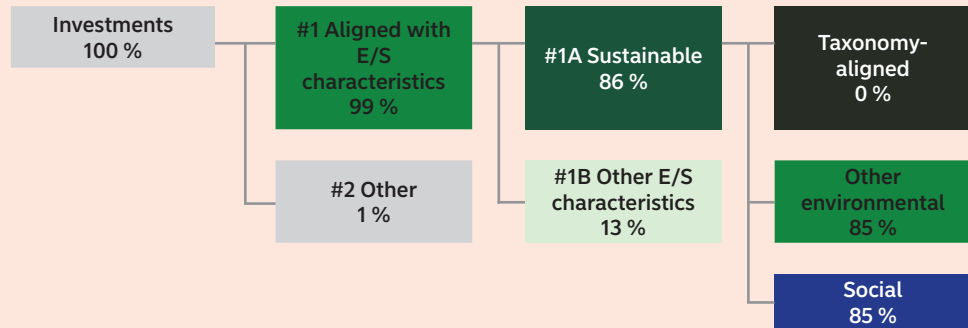 Investments
100 %
#1 Aligned with
E/S
characteristics
99 %
#2 Other
1 %
#1A Sustainable
86 %
#1B Other E/S
characteristics
13 %
Taxonomy-
aligned
0 %
Other
environmental
85 %
Social
85 %